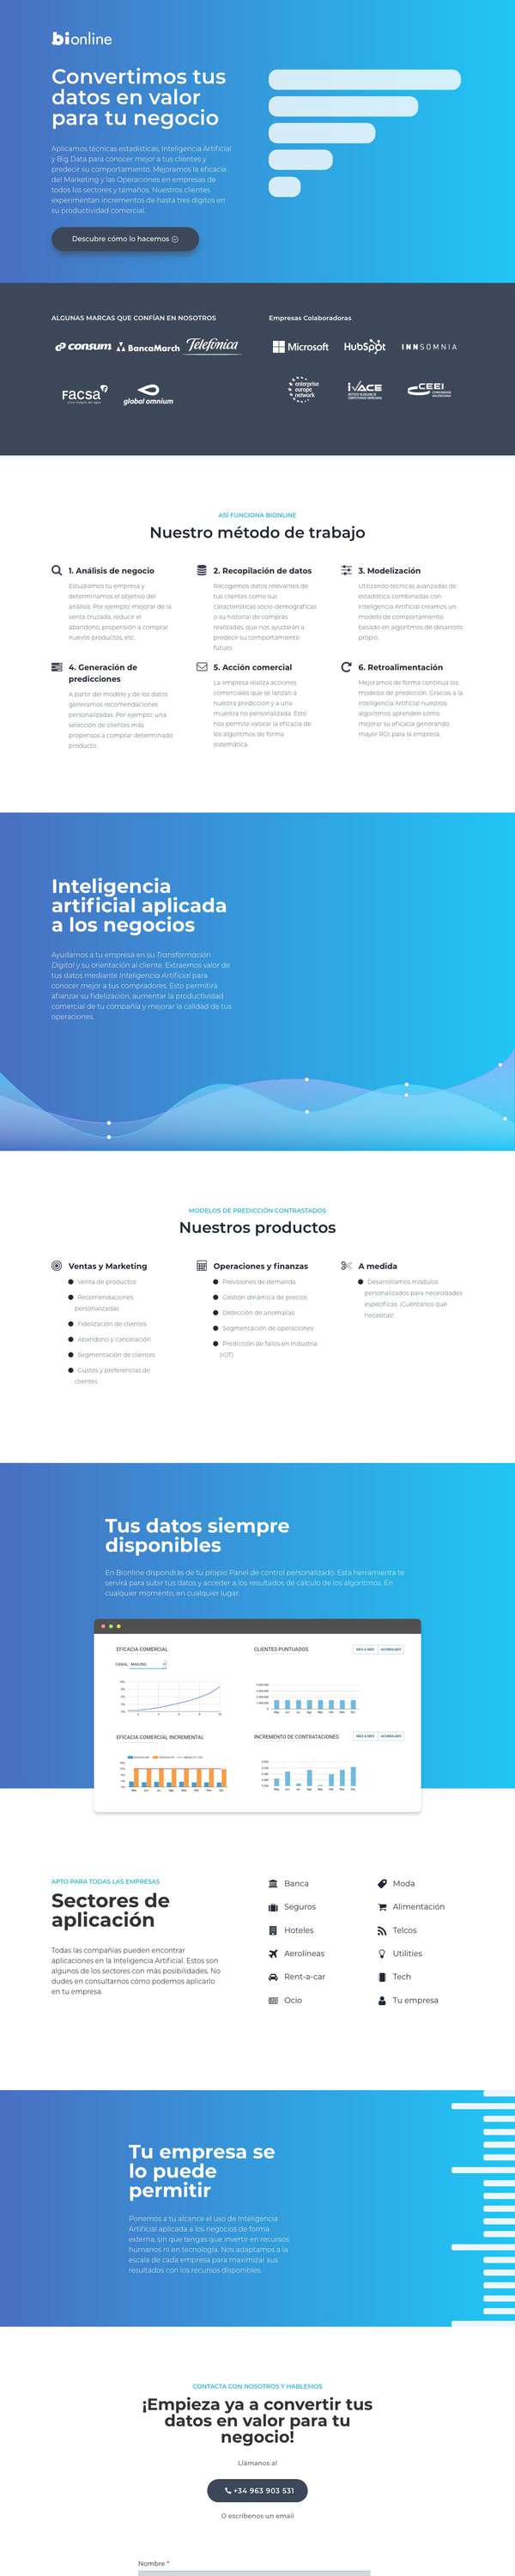 bionline
Convertimos tus
datos en valor
para tu negocio
Aplicamos técnicas estadísticas, Inteligencia Artificial
y Big Data para conocer mejor a tus clientes y
predecir su comportamiento. Mejoramos la eficacia
del Marketing y las Operaciones en empresas de
todos los sectores y tamaños. Nuestros clientes
experimentan incrementos de hasta tres dígitos en
su productividad comercial.
Descubre cómo lo hacemos
ALGUNAS MARCAS QUE CONFÍAN EN NOSOTROS
consum BancaMarch Telefónica
Facsa global omnium
Empresas Colaboradoras
Microsoft HubSpot INNSOMNIA
enterprise
europe
network
iVACE
CEEI
ASÍ FUNCIONA BIONLINE
Nuestro método de trabajo
1. Análisis de negocio
Estudiamos tu empresa y
determinamos el objetivo del
análisis. Por ejemplo: mejorar de la
venta cruzada, reducir el
abandono, propensión a comprar
nuevos productos, etc.
2. Recopilación de datos
Recogemos datos relevantes de
tus clientes como sus
características socio-demográficas
o su historial de compras
realizadas, que nos ayudarán a
predecir su comportamiento
futuro.
3. Modelización
Utilizando técnicas avanzadas de
estadística combinadas con
Inteligencia Artificial creamos un
modelo de comportamiento
basado en algoritmos de desarrollo
propio.
4. Generación de
predicciones
A partir del modelo y de los datos
generamos recomendaciones
personalizadas. Por ejemplo: una
selección de clientes más
propensos a comprar determinado
producto.
5. Acción comercial
La empresa realiza acciones
comerciales que se lanzan a
nuestra predicción y a una
muestra no personalizada. Esto
nos permite valorar la eficacia de
los algoritmos de forma
sistemática.
6. Retroalimentación
Mejoramos de forma continua los
modelos de predicción. Gracias a la
Inteligencia Artificial nuestros
algoritmos aprenden cómo
mejorar su eficacia generando
mayor ROI para la empresa.
Inteligencia
artificial aplicada
a los negocios
Ayudamos a tu empresa en su Transformación
Digital y su orientación al cliente. Extraemos valor de
tus datos mediante Inteligencia Artificial para
conocer mejor a tus compradores. Esto permitirá
afianzar su fidelización, aumentar la productividad
comercial de tu compañía y mejorar la calidad de tus
operaciones.
MODELOS DE PREDICCIÓN CONTRASTADOS
Nuestros productos
Ventas y Marketing
Venta de productos
Recomendaciones
personalizadas
Fidelización de clientes
Abandono y cancelación
Segmentación de clientes
Gustos y preferencias de
clientes
Operaciones y finanzas
Previsiones de demanda
Gestión dinámica de precios
Detección de anomalías
Segmentación de operaciones
Predicción de fallos en industria
(IOT)
A medida
Desarrollamos módulos
personalizados para necesidades
específicas. ¡Cuéntanos qué
necesitas!
Tus datos siempre
disponibles
En Bionline dispondrás de tu propio Panel de control personalizado. Esta herramienta te
servirá para subir tus datos y acceder a los resultados de cálculo de los algoritmos. En
cualquier momento, en cualquier lugar.
EFICACIA COMERCIAL
CANAL: MAILING
CLIENTES PUNTUADOS
MES A MES ACUMULADO
EFICACIA COMERCIAL INCREMENTAL
INCREMENTO DE CONTRATACIONES
MES A MES ACUMULADO
APTO PARA TODAS LAS EMPRESAS
Sectores de
aplicación
Todas las compañías pueden encontrar
aplicaciones en la Inteligencia Artificial. Estos son
algunos de los sectores con más posibilidades. No
dudes en consultarnos cómo podemos aplicarlo
en tu empresa.
Banca
Seguros
Hoteles
Aerolíneas
Rent-a-car
Ocio
Moda
Alimentación
Telcos
Utilities
Tech
Tu empresa
Tu empresa se
lo puede
permitir
Ponemos a tu alcance el uso de Inteligencia
Artificial aplicada a los negocios de forma
externa, sin que tengas que invertir en recursos
humanos ni en tecnología. Nos adaptamos a la
escala de cada empresa para maximizar sus
resultados con los recursos disponibles.
CONTACTA CON NOSOTROS Y HABLEMOS
¡Empieza ya a convertir tus
datos en valor para tu
negocio!
Llámanos al
+34 963 903 531
O escríbenos un email
Nombre *